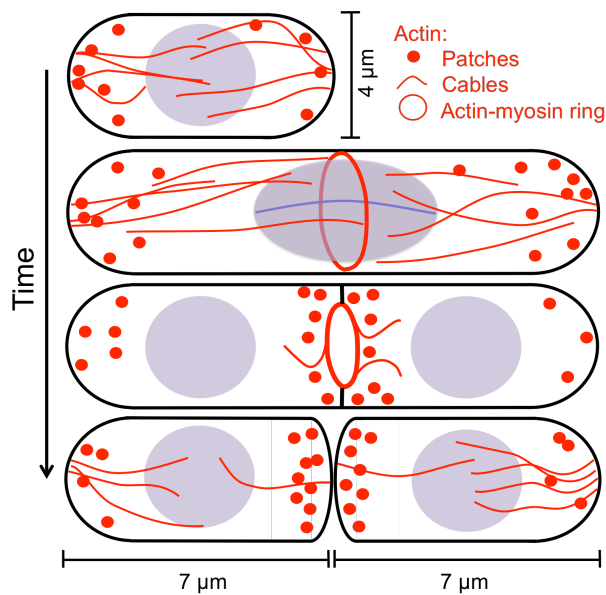 Actin:
Patches
Cables
Actin-myosin ring
4 μm
Time
7 μm
7 μm